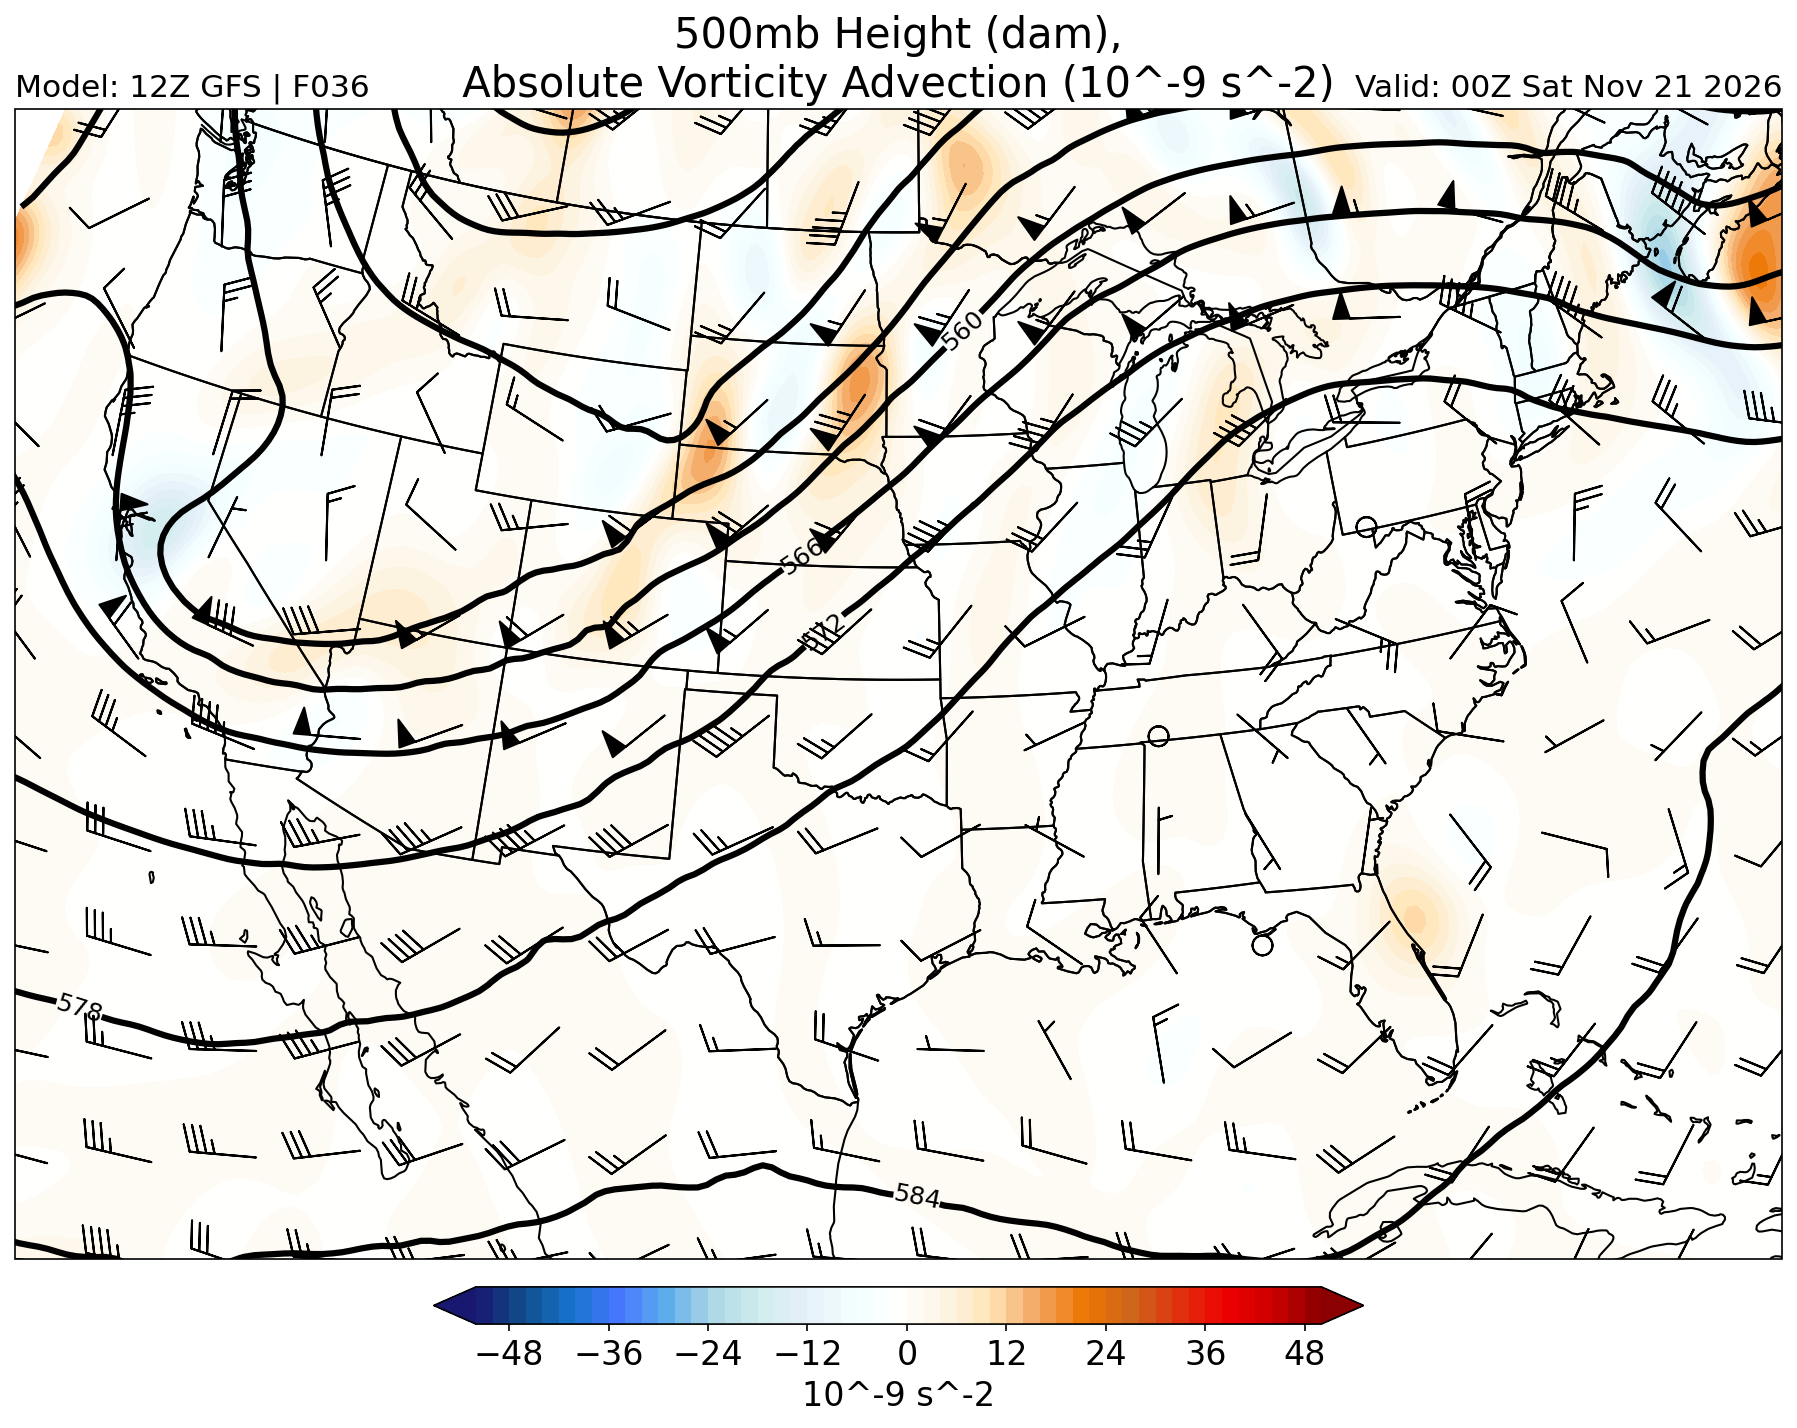 500mb Height (dam),
Model: 12Z GFS | F036
Absolute Vorticity Advection (10^-9 s^-2)
Valid: 00Z Sat Nov 21 2026
560
566
572
578
584
−48 −36 −24 −12 0 12 24 36 48
10^-9 s^-2